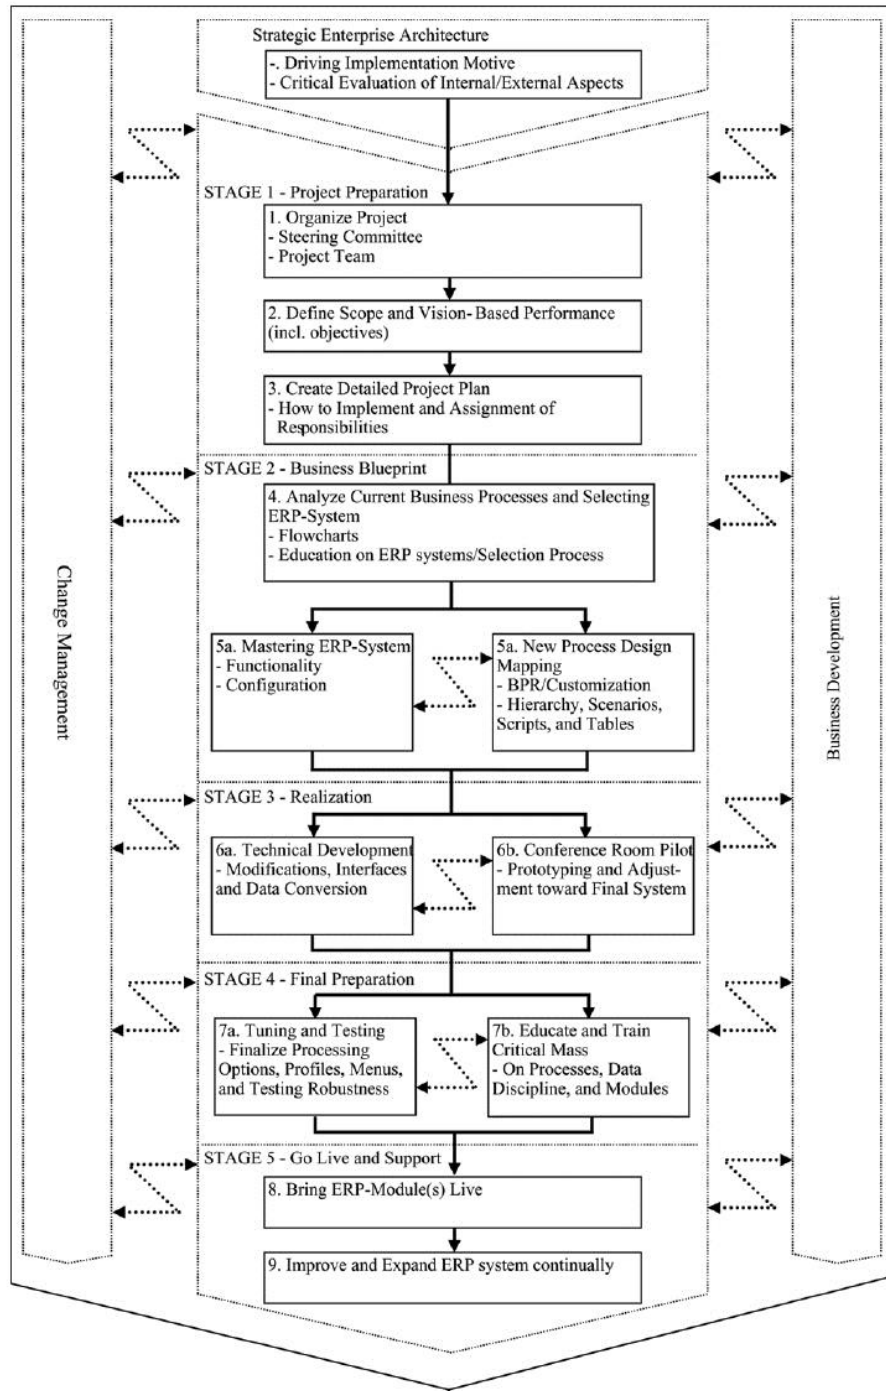 Strategic Enterprise Architecture
-. Driving Implementation Motive
- Critical Evaluation of Internal/External Aspects
STAGE 1 - Project Preparation
1. Organize Project
- Steering Committee
- Project Team
2. Define Scope and Vision-Based Performance
(incl. objectives)
3. Create Detailed Project Plan
- How to Implement and Assignment of
Responsibilities
STAGE 2 - Business Blueprint
4. Analyze Current Business Processes and Selecting
ERP-System
- Flowcharts
- Education on ERP systems/Selection Process
5a. Mastering ERP-System
- Functionality
- Configuration
5a. New Process Design
Mapping
- BPR/Customization
- Hierarchy, Scenarios,
Scripts, and Tables
STAGE 3 - Realization
6a. Technical Development
- Modifications, Interfaces
and Data Conversion
6b. Conference Room Pilot
- Prototyping and Adjust-
ment toward Final System
STAGE 4 - Final Preparation
7a. Tuning and Testing
- Finalize Processing
Options, Profiles, Menus,
and Testing Robustness
7b. Educate and Train
Critical Mass
- On Processes, Data
Discipline, and Modules
STAGE 5 - Go Live and Support
8. Bring ERP-Module(s) Live
9. Improve and Expand ERP system continually
Change Management
Business Development